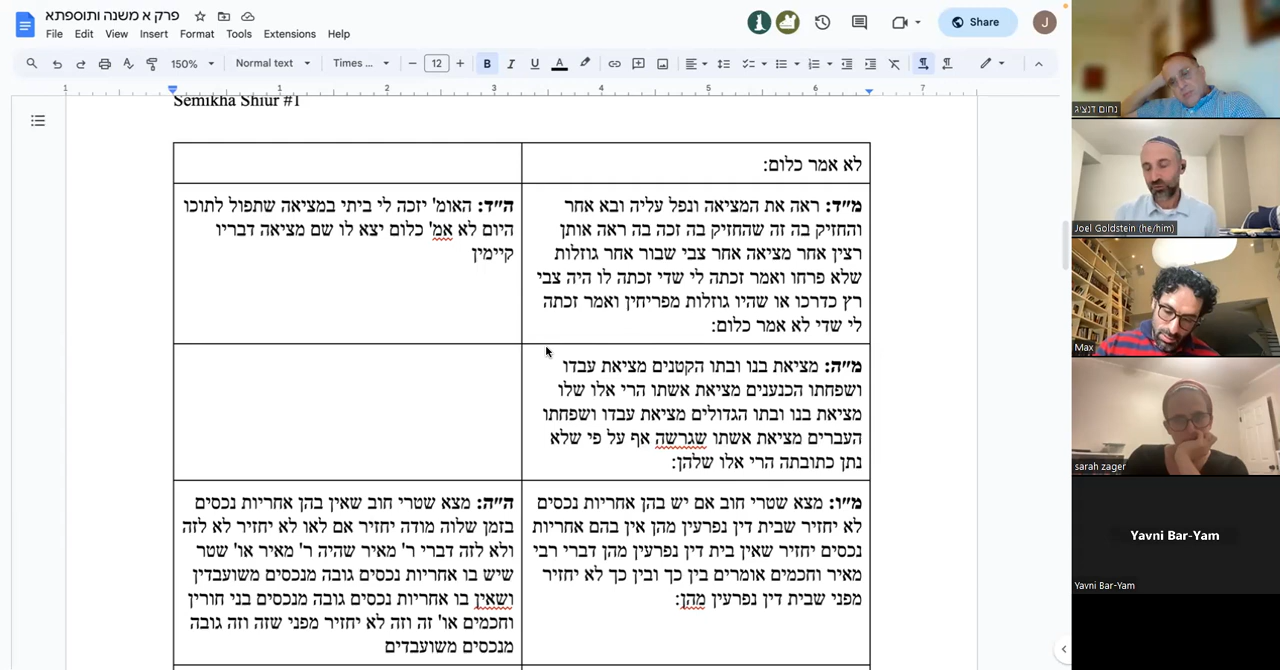 פרק א משנה ותוספתא
File Edit View Insert Format Tools Extensions Help
Share
J
150%
Normal text
Times ...
12
B I U A
1 1 2 3 4 5 6 7
Semikha Shiur #1
לא אמר כלום:
מ״ד: ראה את המציאה ונפל עליה ובא אחר
והחזיק בה זה שהחזיק בה זכה בה ראה אותן
רצין אחר מציאה אחר צבי שבור אחר גוזלות
שלא פרחו ואמר זכתה לי שדי זכתה לו היה צבי
רץ כדרכו או שהיו גוזלות מפריחין ואמר זכתה
לי שדי לא אמר כלום:
ה״ד: האומ' יזכה לי ביתי במציאה שתפול לתוכו
היום לא אמ' כלום יצא לו שם מציאה דבריו
קיימין
מ״ה: מציאת בנו ובתו הקטנים מציאת עבדו
ושפחתו הכנענים מציאת אשתו הרי אלו שלו
מציאת בנו ובתו הגדולים מציאת עבדו ושפחתו
העברים מציאת אשתו שגרשה אף על פי שלא
נתן כתובתה הרי אלו שלהן:
מ״ו: מצא שטרי חוב אם יש בהן אחריות נכסים
לא יחזיר שבית דין נפרעין מהן אין בהם אחריות
נכסים יחזיר שאין בית דין נפרעין מהן דברי רבי
מאיר וחכמים אומרים בין כך ובין כך לא יחזיר
מפני שבית דין נפרעין מהן:
ה״ה: מצא שטרי חוב שאין בהן אחריות נכסים
בזמן שלוה מודה יחזיר אם לאו לא יחזיר לא לזה
ולא לזה דברי ר' מאיר שהיה ר' מאיר או' שטר
שיש בו אחריות נכסים גובה מנכסים משועבדין
ושאין בו אחריות נכסים גובה מנכסים בני חורין
וחכמים או' זה וזה לא יחזיר מפני שזה וזה גובה
מנכסים משועבדים
נחום דנציג
Joel Goldstein (he/him)
Max
sarah zager
Yavni Bar-Yam
Yavni Bar-Yam